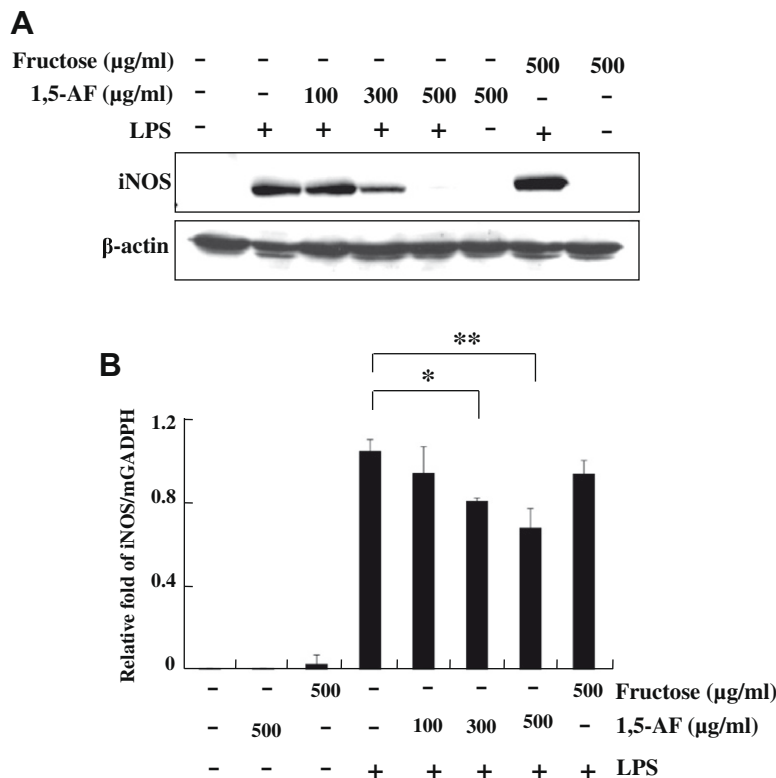 A
Fructose (µg/ml) – – – – – – 500 500
1,5-AF (µg/ml) – – 100 300 500 500 – –
LPS – + + + + – + –
iNOS
β-actin
B
**
*
Relative fold of iNOS/mGADPH
1.2
0.8
0.4
0
– – 500 – – – – 500 Fructose (µg/ml)
– 500 – – 100 300 500 – 1,5-AF (µg/ml)
– – – + + + + + LPS